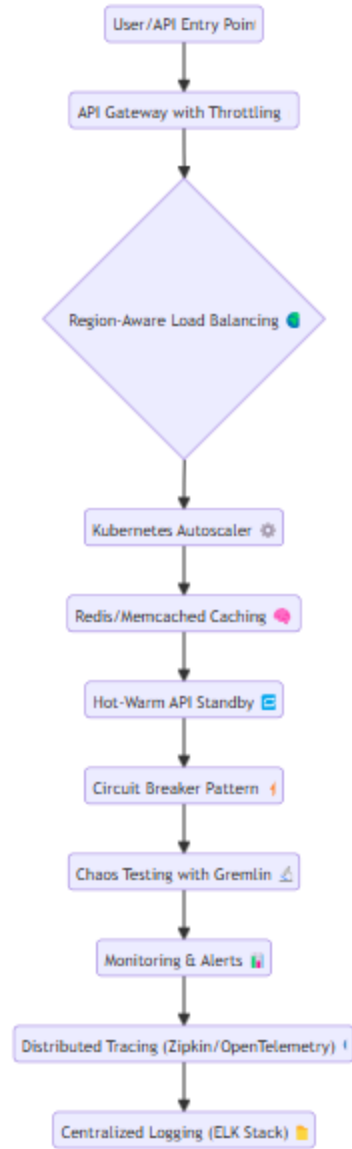 User/API Entry Poin
API Gateway with Throttling
Region-Aware Load Balancing
Kubernetes Autoscaler
Redis/Memcached Caching
Hot-Warm API Standby
Circuit Breaker Pattern
Chaos Testing with Gremlin
Monitoring & Alerts
Distributed Tracing (Zipkin/OpenTelemetry)
Centralized Logging (ELK Stack)